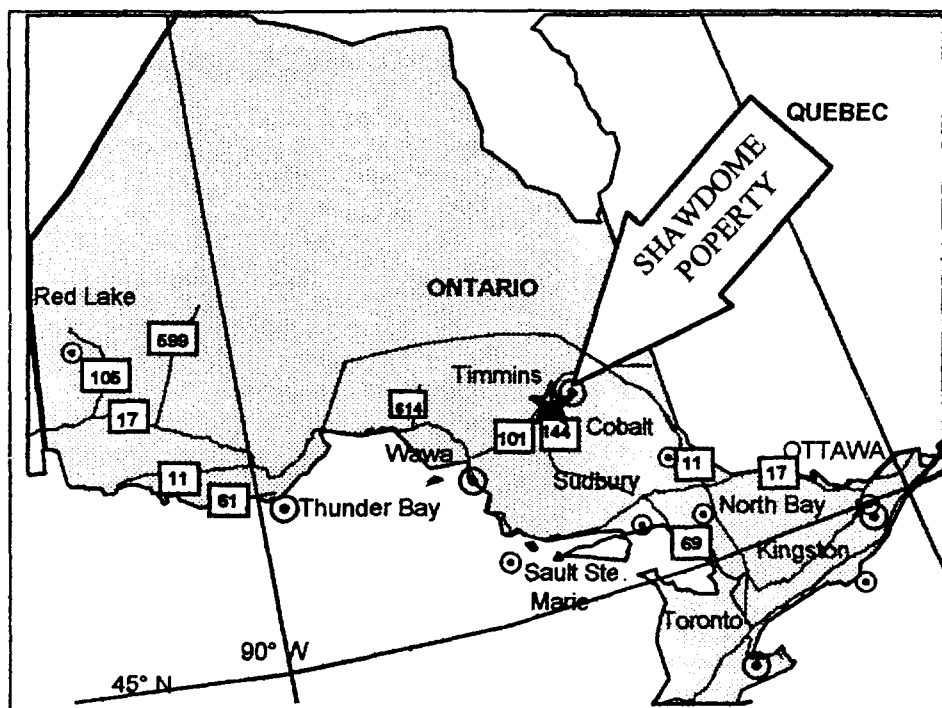 QUEBEC
SHAWDOME
POPERTY
ONTARIO
Red Lake
599
105
17
Timmins
614
101
144
Cobalt
Wawa
Sudbury
11
17
OTTAWA
11
61
Thunder Bay
North Bay
69
Kingston
Sault Ste.
Marie
Toronto
90° W
45° N